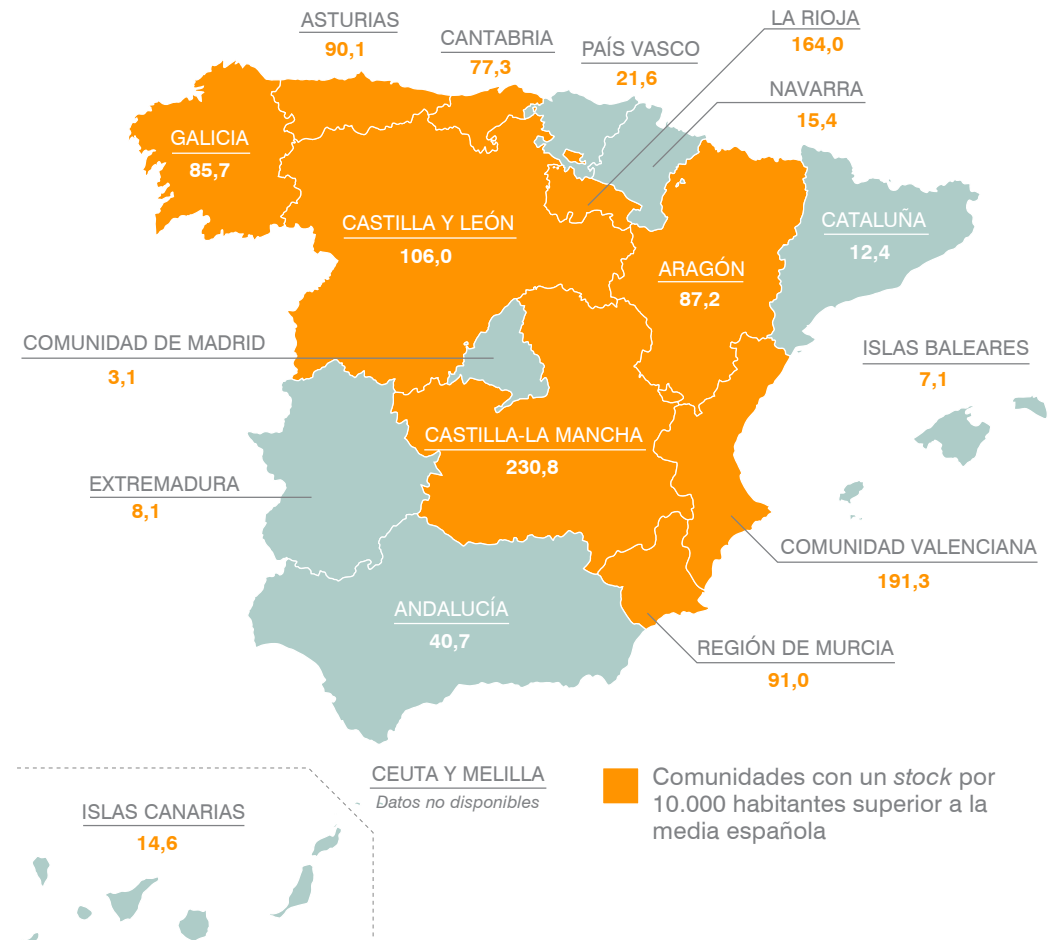 ASTURIAS
90,1
CANTABRIA
77,3
PAÍS VASCO
21,6
LA RIOJA
164,0
NAVARRA
15,4
GALICIA
85,7
CASTILLA Y LEÓN
106,0
ARAGÓN
87,2
CATALUÑA
12,4
COMUNIDAD DE MADRID
3,1
ISLAS BALEARES
7,1
CASTILLA-LA MANCHA
230,8
EXTREMADURA
8,1
COMUNIDAD VALENCIANA
191,3
ANDALUCÍA
40,7
REGIÓN DE MURCIA
91,0
CEUTA Y MELILLA
Datos no disponibles
Comunidades con un stock por
10.000 habitantes superior a la
media española
ISLAS CANARIAS
14,6